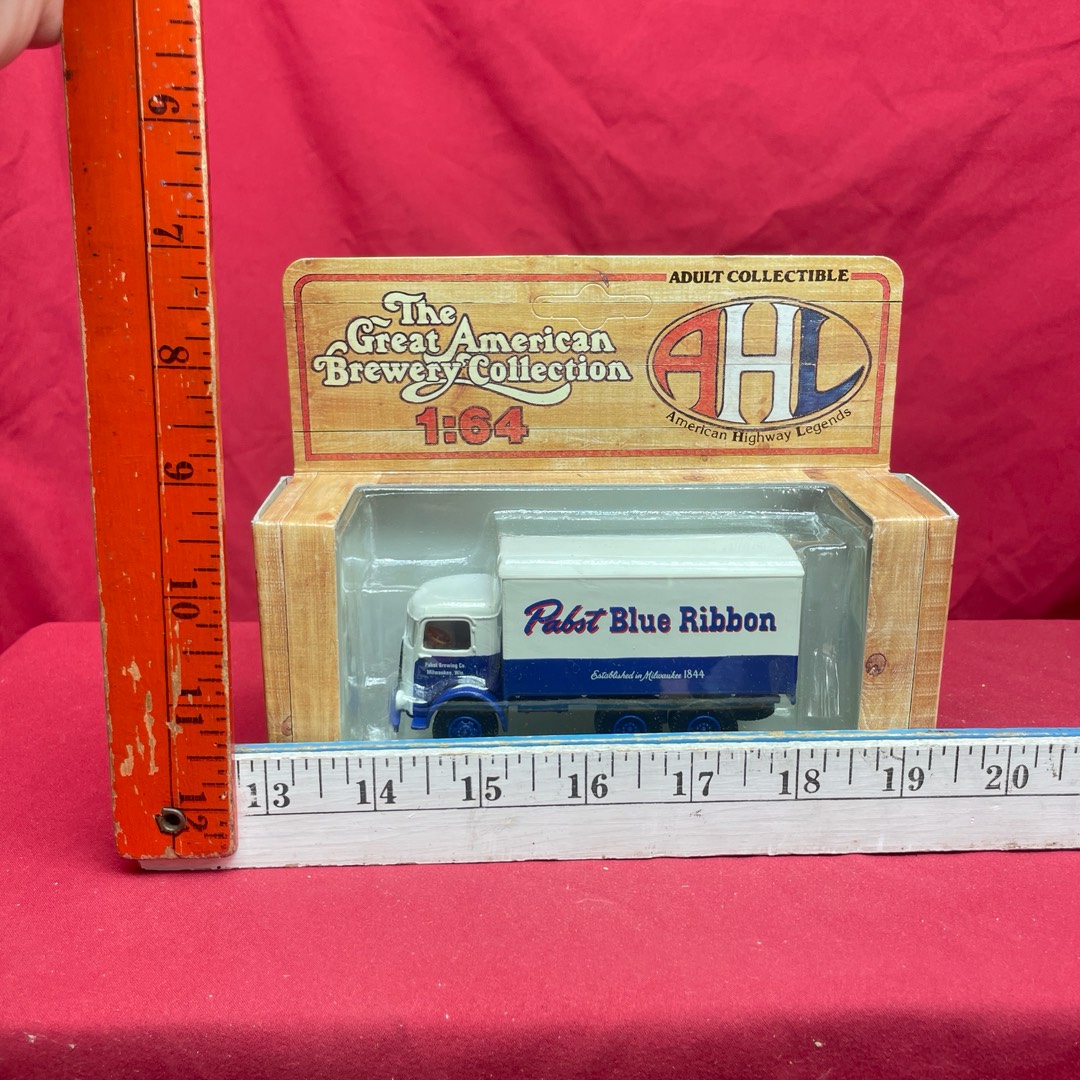 6
7
8
9
10
11
12
ADULT COLLECTIBLE
The
Great American
Brewery Collection
1:64
AHL
American Highway Legends
Pabst Blue Ribbon
Established in Milwaukee 1844
Pabst Brewing Co.
Milwaukee, Wis.
13 14 15 16 17 18 19 20